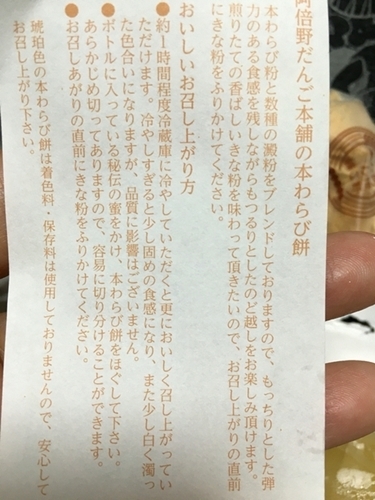 阿倍野だんご本舗の本わらび餅
本わらび粉と数種の澱粉をブレンドしておりますので、もっちりとした弾
力のある食感を残しながらもつるりとしたのど越しをお楽しみ頂けます。
煎りたての香ばしいきな粉を味わって頂きたいので、お召し上がりの直前
にきな粉をふりかけてください。
おいしいお召し上がり方
●約1時間程度冷蔵庫に冷やしていただくと更においしく召し上がってい
ただけます。冷やしすぎると少し固めの食感になり、また少し白く濁っ
た色合いになりますが、品質に影響はございません。
●ボトルに入っている秘伝の蜜をかけ、本わらび餅をほぐして下さい。
あらかじめ切ってありますので、容易に切り分けることができます。
●お召しあがりの直前にきな粉をふりかけてください。
琥珀色の本わらび餅は着色料・保存料は使用しておりませんので、安心して
お召し上がり下さい。